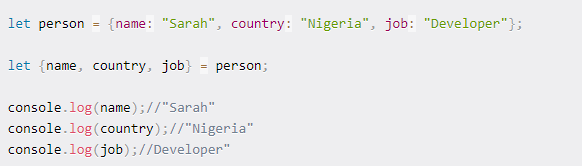 let person = {name: "Sarah", country: "Nigeria", job: "Developer"};
let {name, country, job} = person;
console.log(name);//"Sarah"
console.log(country);//"Nigeria"
console.log(job);//Developer"